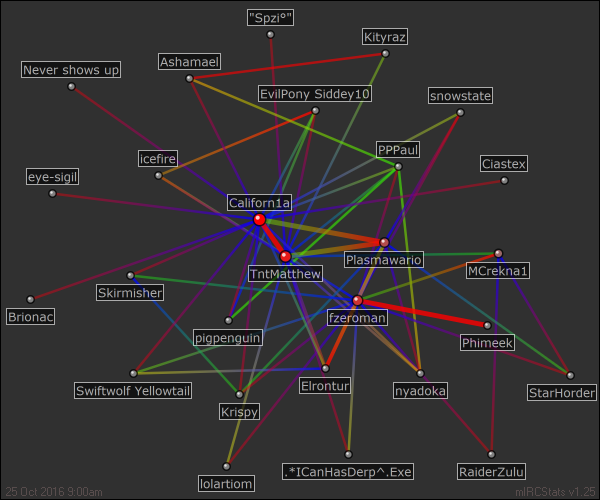 "Spzi°"
Kityraz
Ashamael
Never shows up
EvilPony Siddey10
snowstate
PPPaul
icefire
Ciastex
eye-sigil
Californ1a
Plasmawario
MCrekna1
TntMatthew
Skirmisher
Brionac
fzeroman
pigpenguin
Phimeek
Swiftwolf Yellowtail
Elrontur
nyadoka
StarHorder
Krispy
.*ICanHasDerp^.Exe
RaiderZulu
lolartiom
25 Oct 2016 9:00am
mIRCStats v1.25